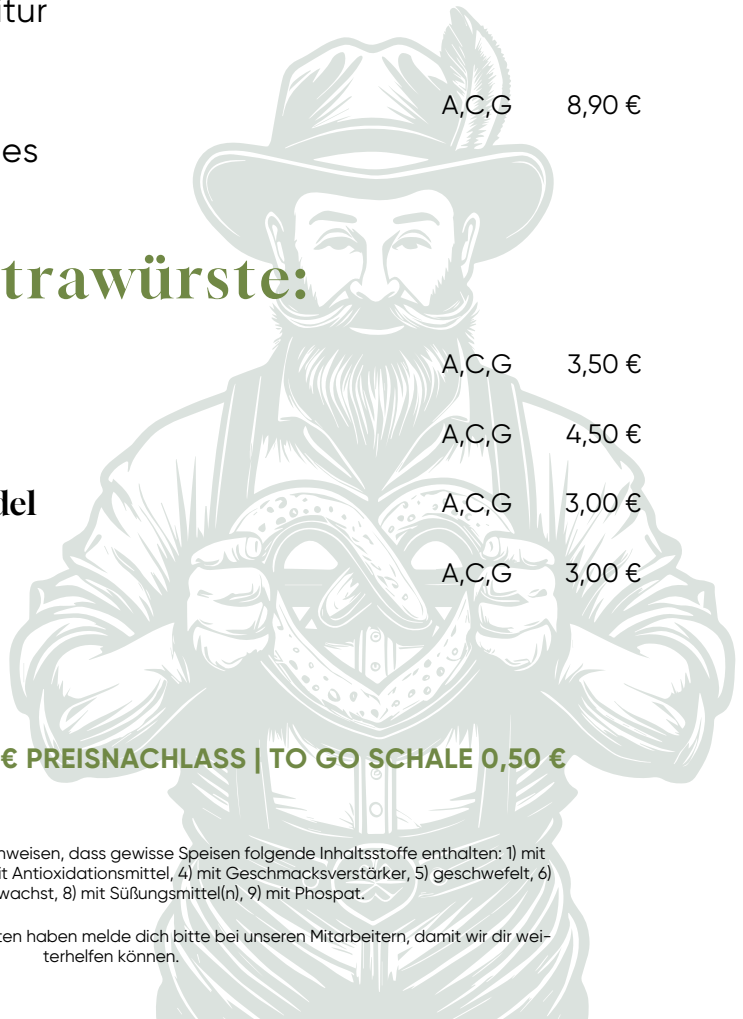 itur
A,C,G 8,90 €
es
trawürste:
A,C,G 3,50 €
A,C,G 4,50 €
del A,C,G 3,00 €
A,C,G 3,00 €
€ PREISNACHLASS | TO GO SCHALE 0,50 €
nweisen, dass gewisse Speisen folgende Inhaltsstoffe enthalten: 1) mit
it Antioxidationsmittel, 4) mit Geschmacksverstärker, 5) geschwefelt, 6)
wachst, 8) mit Süßungsmittel(n), 9) mit Phospat.
ten haben melde dich bitte bei unseren Mitarbeitern, damit wir dir wei-
terhelfen können.